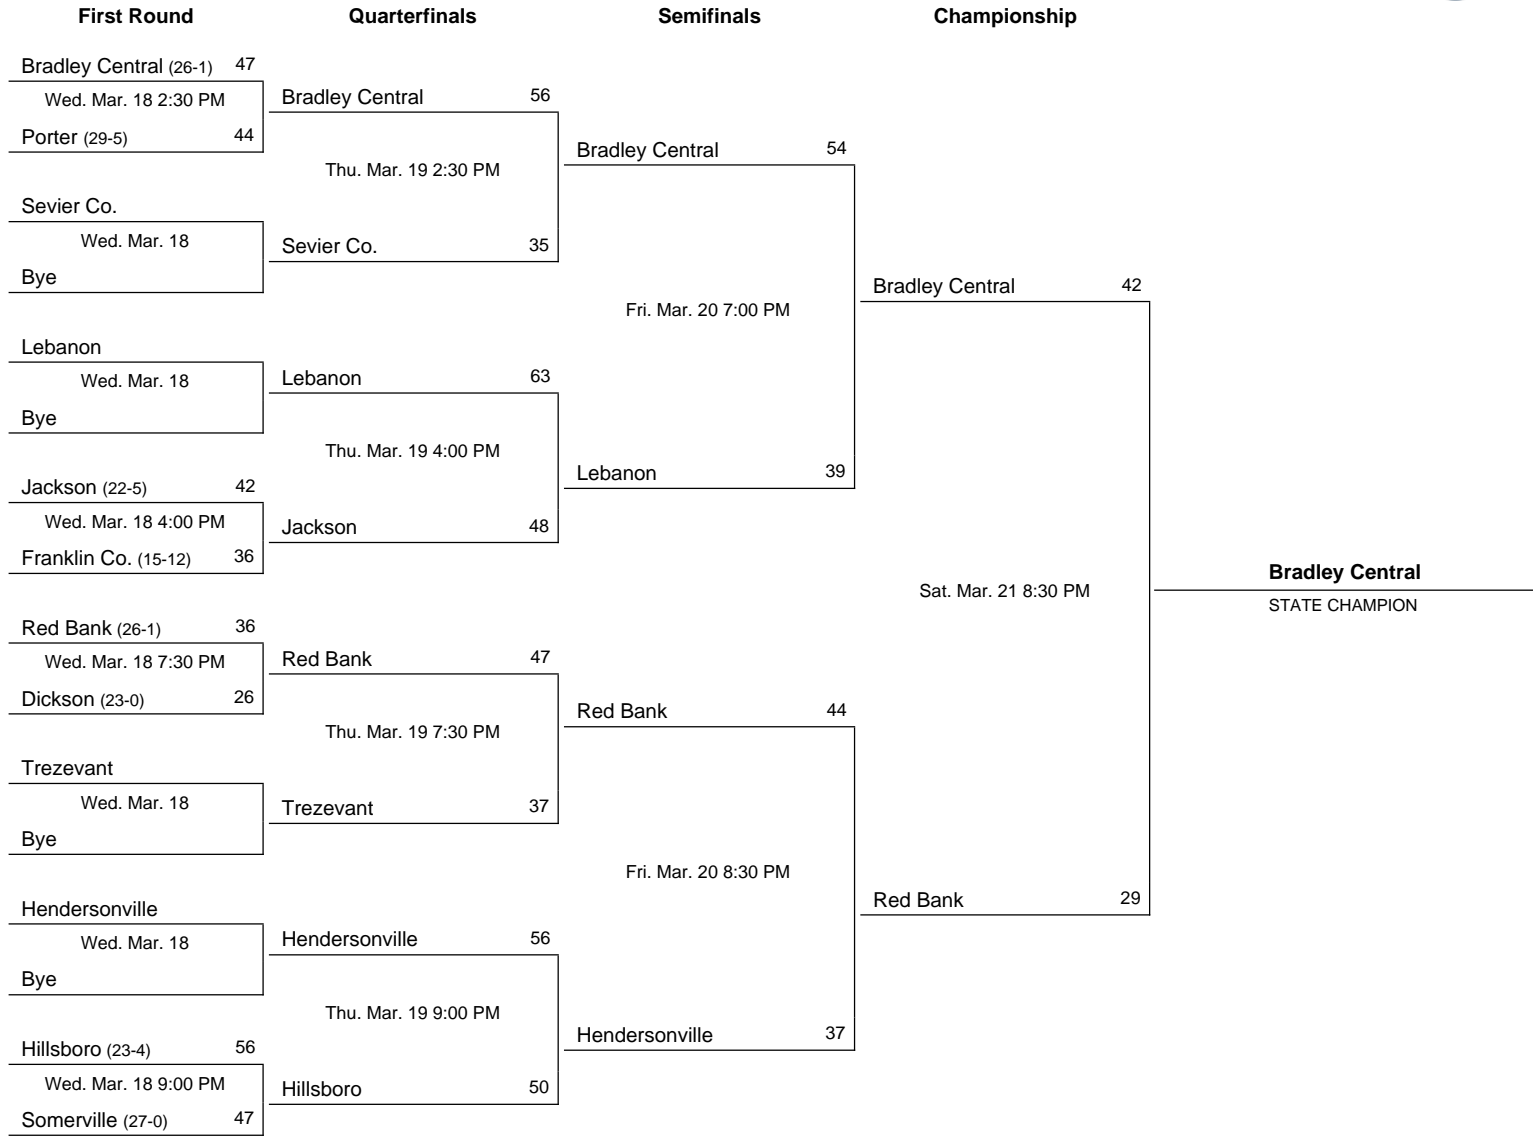 First Round Quarterfinals Semifinals Championship
Bradley Central (26-1) 47
Wed. Mar. 18 2:30 PM
Porter (29-5) 44
Sevier Co.
Wed. Mar. 18
Bye
Lebanon
Wed. Mar. 18
Bye
Jackson (22-5) 42
Wed. Mar. 18 4:00 PM
Franklin Co. (15-12) 36
Red Bank (26-1) 36
Wed. Mar. 18 7:30 PM
Dickson (23-0) 26
Trezevant
Wed. Mar. 18
Bye
Hendersonville
Wed. Mar. 18
Bye
Hillsboro (23-4) 56
Wed. Mar. 18 9:00 PM
Somerville (27-0) 47
Bradley Central 56
Thu. Mar. 19 2:30 PM
Sevier Co. 35
Lebanon 63
Thu. Mar. 19 4:00 PM
Jackson 48
Red Bank 47
Thu. Mar. 19 7:30 PM
Trezevant 37
Hendersonville 56
Thu. Mar. 19 9:00 PM
Hillsboro 50
Bradley Central 54
Fri. Mar. 20 7:00 PM
Lebanon 39
Red Bank 44
Fri. Mar. 20 8:30 PM
Hendersonville 37
Bradley Central 42
Sat. Mar. 21 8:30 PM
Red Bank 29
Bradley Central
STATE CHAMPION